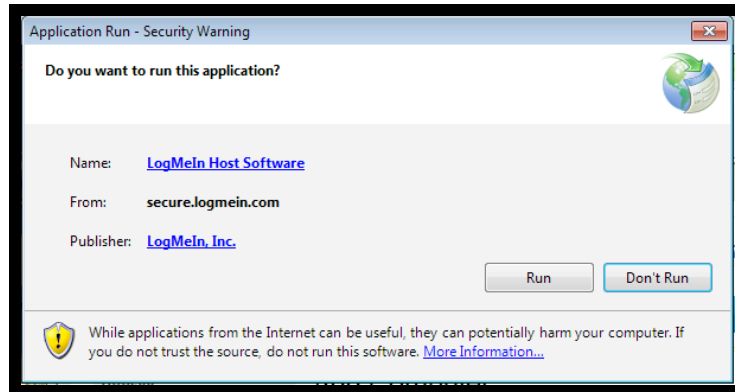 Application Run - Security Warning
Do you want to run this application?
Name: LogMeIn Host Software
From: secure.logmein.com
Publisher: LogMeIn, Inc.
Run Don't Run
While applications from the Internet can be useful, they can potentially harm your computer. If
you do not trust the source, do not run this software. More Information...